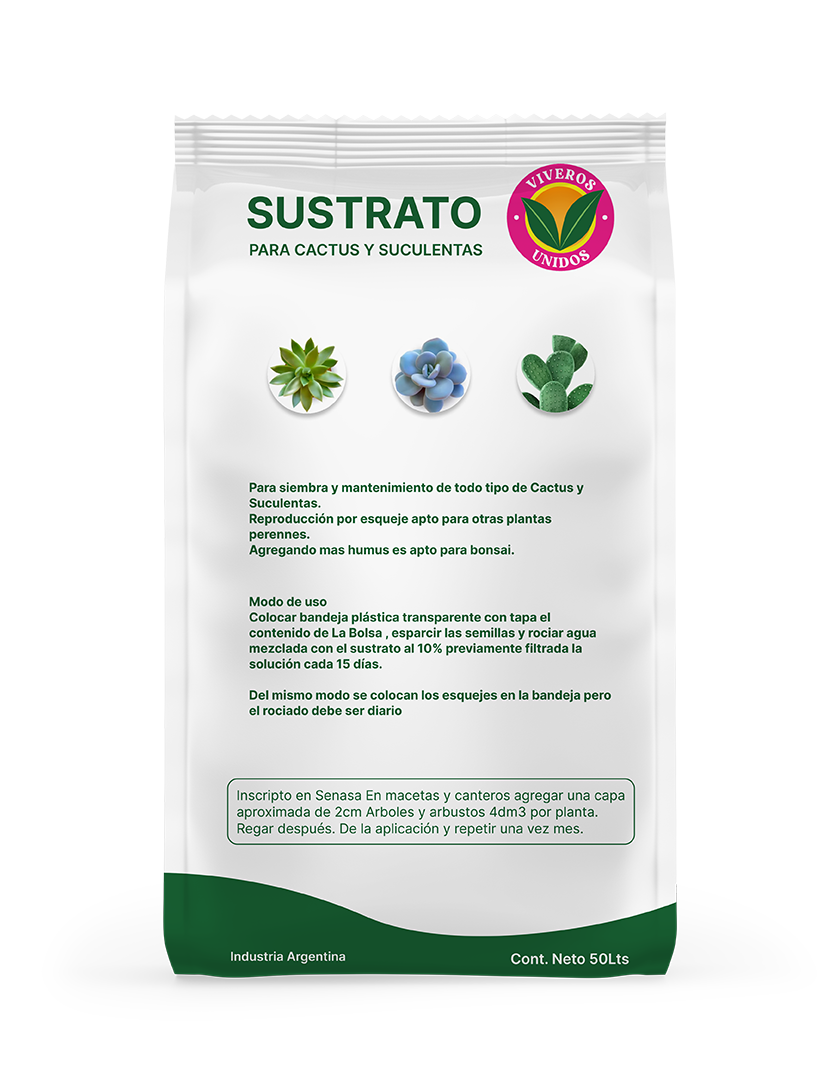 SUSTRATO
PARA CACTUS Y SUCULENTAS
VIVEROS
UNIDOS
Para siembra y mantenimiento de todo tipo de Cactus y
Suculentas.
Reproducción por esqueje apto para otras plantas
perennes.
Agregando mas humus es apto para bonsai.
Modo de uso
Colocar bandeja plástica transparente con tapa el
contenido de La Bolsa , esparcir las semillas y rociar agua
mezclada con el sustrato al 10% previamente filtrada la
solución cada 15 días.
Del mismo modo se colocan los esquejes en la bandeja pero
el rociado debe ser diario
Inscripto en Senasa En macetas y canteros agregar una capa
aproximada de 2cm Arboles y arbustos 4dm3 por planta.
Regar después. De la aplicación y repetir una vez mes.
Industria Argentina
Cont. Neto 50Lts